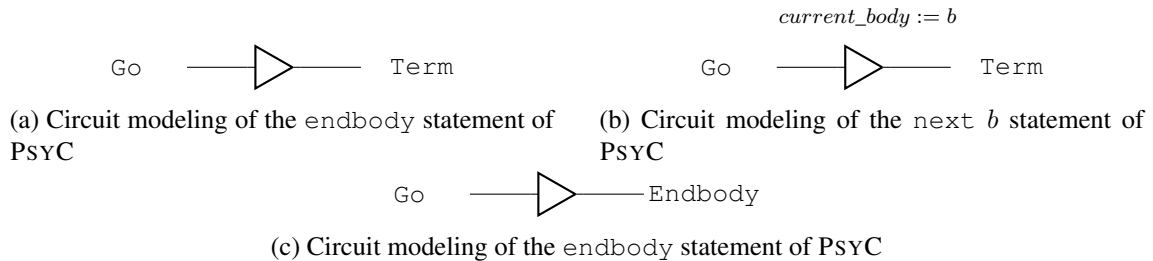 current_body := b
Go Term Go Term
(a) Circuit modeling of the endbody statement of
PSYC
(b) Circuit modeling of the next b statement of
PSYC
Go Endbody
(c) Circuit modeling of the endbody statement of PSYC